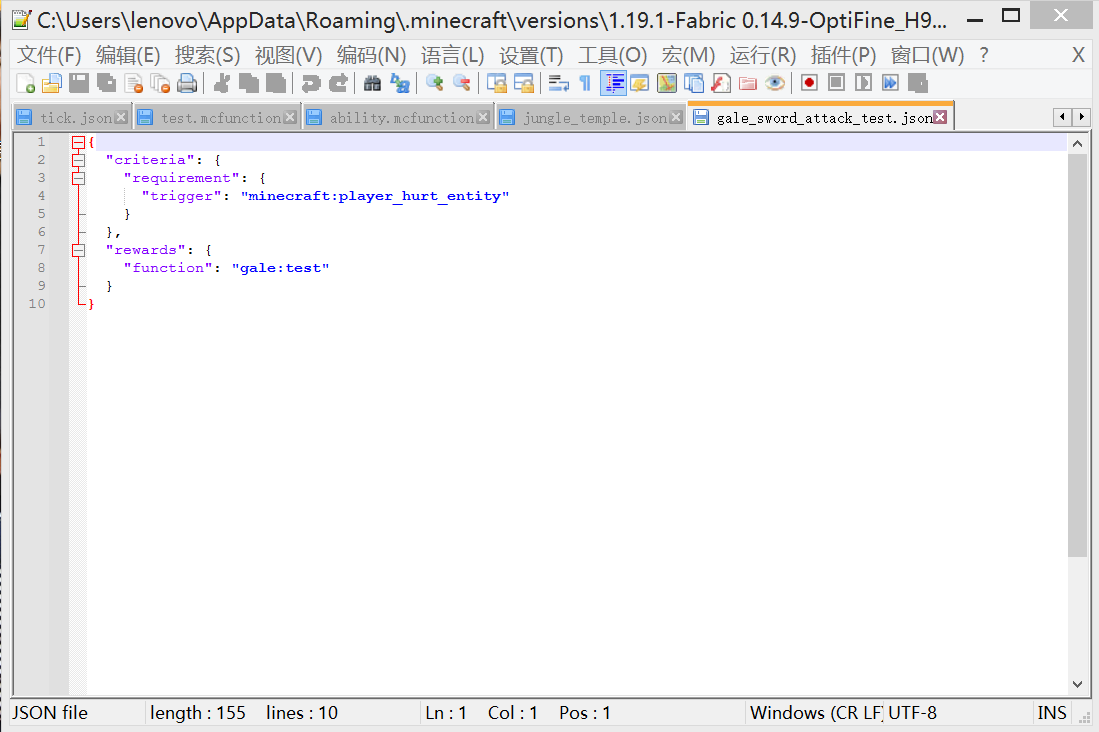 C:\Users\lenovo\AppData\Roaming\.minecraft\versions\1.19.1-Fabric 0.14.9-OptiFine_H9...
文件(F) 编辑(E) 搜索(S) 视图(V) 编码(N) 语言(L) 设置(T) 工具(O) 宏(M) 运行(R) 插件(P) 窗口(W) ? X
tick.json test.mcfunction ability.mcfunction jungle_temple.json gale_sword_attack_test.json
1 {
2 "criteria": {
3 "requirement": {
4 "trigger": "minecraft:player_hurt_entity"
5 }
6 },
7 "rewards": {
8 "function": "gale:test"
9 }
10 }
JSON file length : 155 lines : 10 Ln : 1 Col : 1 Pos : 1 Windows (CR LF) UTF-8 INS